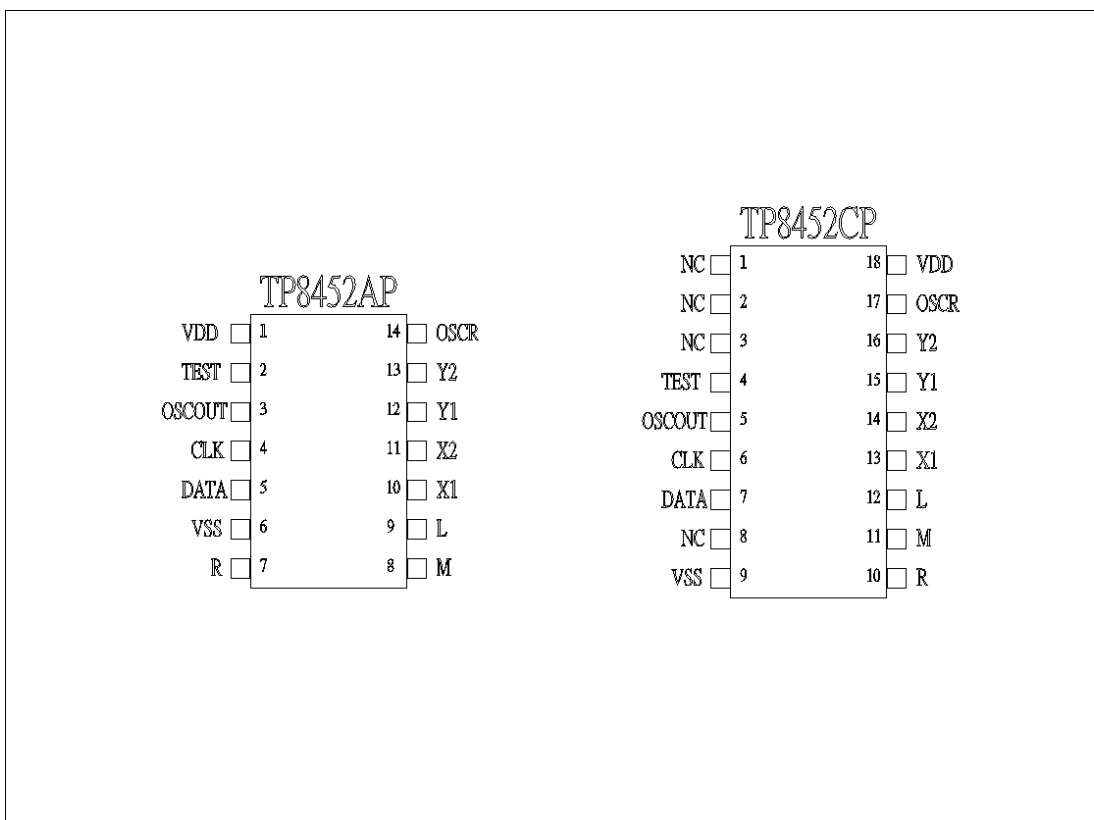 TP8452AP
VDD 1 14 OSCR
TEST 2 13 Y2
OSCOUT 3 12 Y1
CLK 4 11 X2
DATA 5 10 X1
VSS 6 9 L
R 7 8 M
TP8452CP
NC 1 18 VDD
NC 2 17 OSCR
NC 3 16 Y2
TEST 4 15 Y1
OSCOUT 5 14 X2
CLK 6 13 X1
DATA 7 12 L
NC 8 11 M
VSS 9 10 R